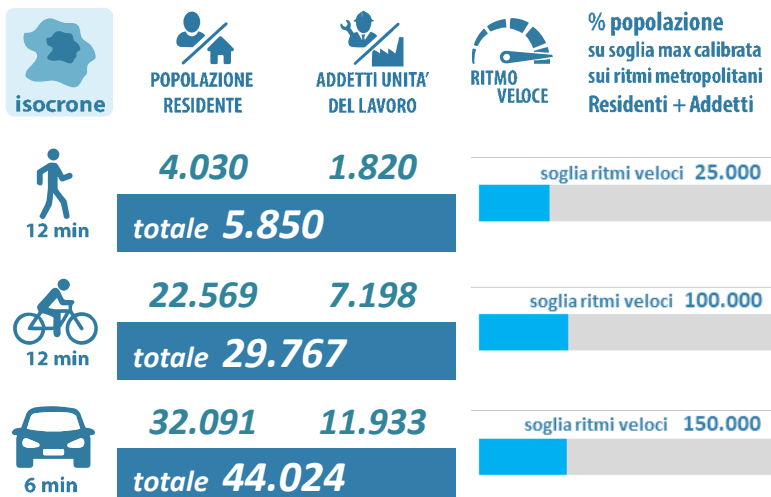 isocrone
POPOLAZIONE
RESIDENTE
ADDETTI UNITA'
DEL LAVORO
RITMO
VELOCE
% popolazione
su soglia max calibrata
sui ritmi metropolitani
Residenti + Addetti
12 min
4.030
1.820
totale 5.850
soglia ritmi veloci 25.000
12 min
22.569
7.198
totale 29.767
soglia ritmi veloci 100.000
6 min
32.091
11.933
totale 44.024
soglia ritmi veloci 150.000